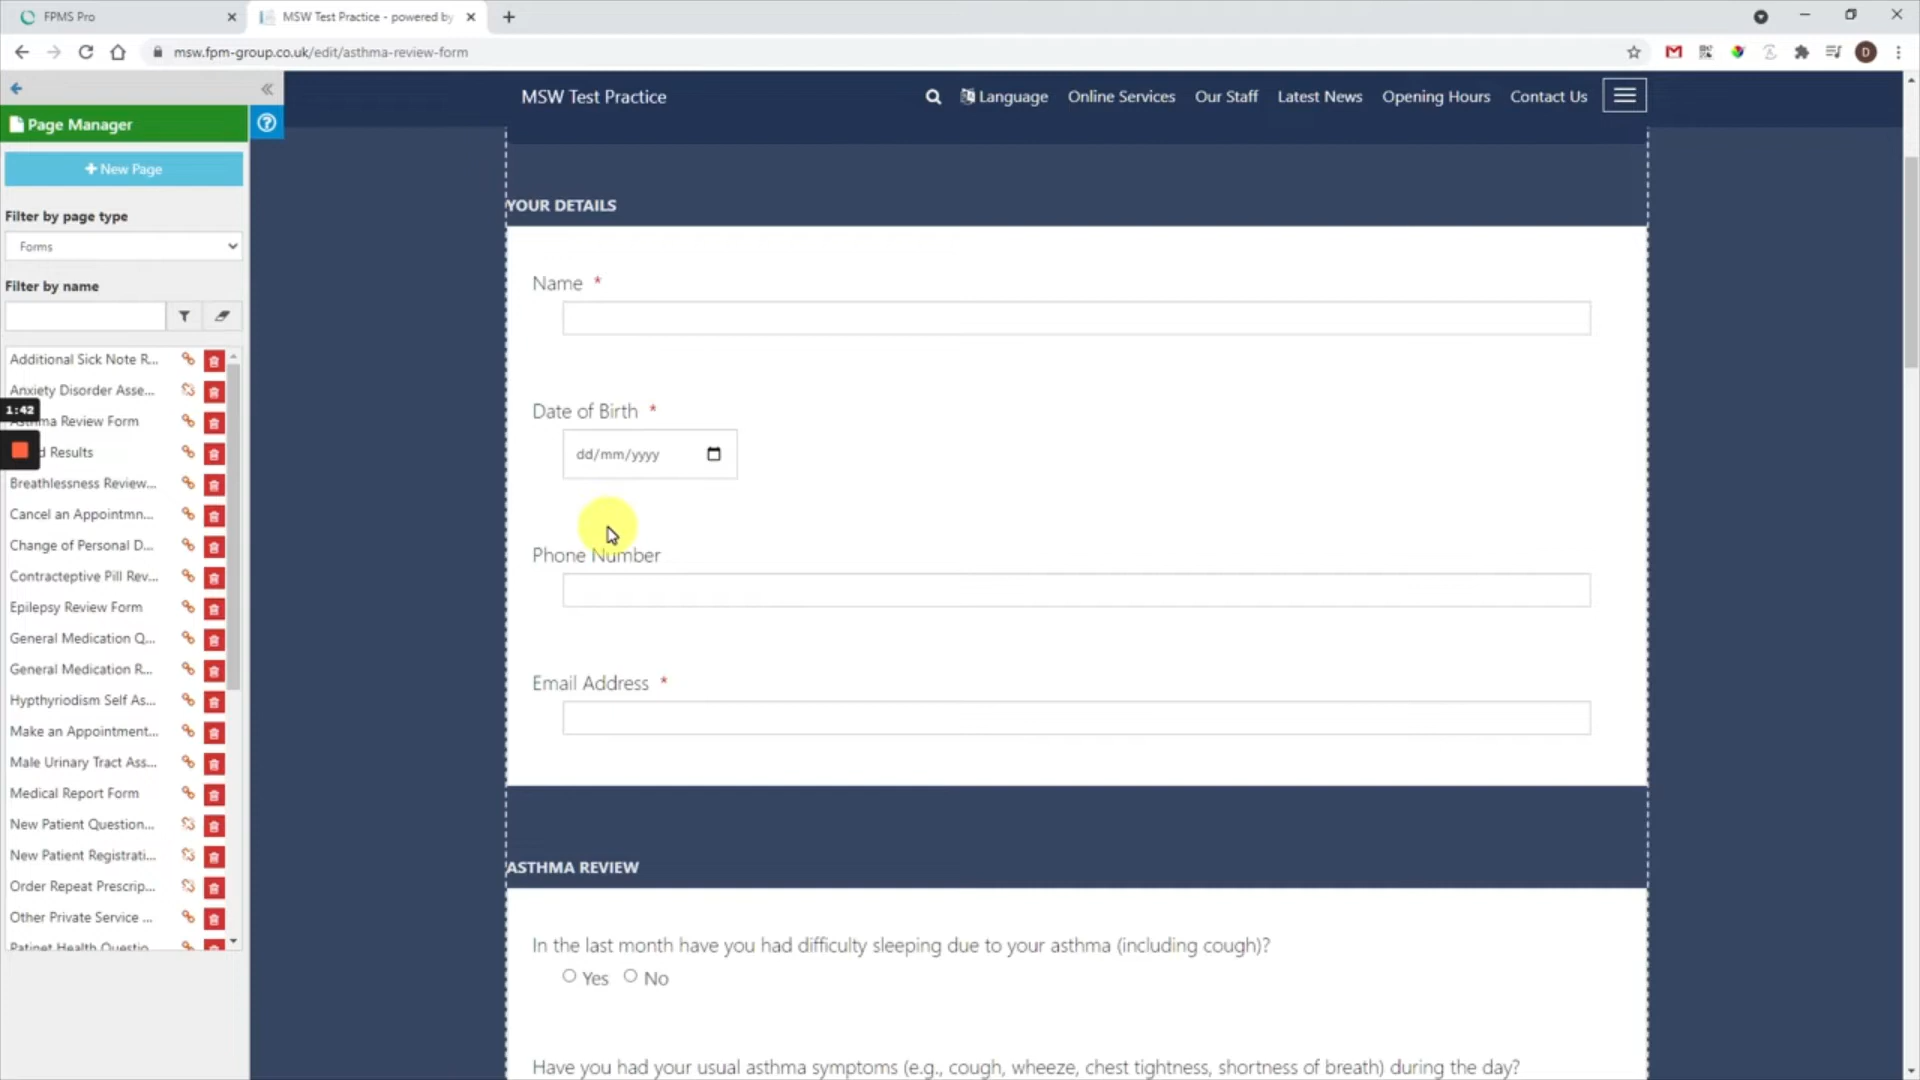 FPMS Pro
MSW Test Practice - powered by
msw.fpm-group.co.uk/edit/asthma-review-form
D
Page Manager
New Page
Filter by page type
Forms
Filter by name
Additional Sick Note R...
Anxiety Disorder Asse...
1:42
Asthma Review Form
d Results
Breathlessness Review...
Cancel an Appointmn...
Change of Personal D...
Contracteptive Pill Rev...
Epilepsy Review Form
General Medication Q...
General Medication R...
Hypthyriodism Self As...
Make an Appointment...
Male Urinary Tract Ass...
Medical Report Form
New Patient Question...
New Patient Registrati...
Order Repeat Prescrip...
Other Private Service ...
Patinet Health Questio
MSW Test Practice
Language Online Services Our Staff Latest News Opening Hours Contact Us
YOUR DETAILS
Name *
Date of Birth *
dd/mm/yyyy
Phone Number
Email Address *
ASTHMA REVIEW
In the last month have you had difficulty sleeping due to your asthma (including cough)?
Yes No
Have you had your usual asthma symptoms (e.g., cough, wheeze, chest tightness, shortness of breath) during the day?